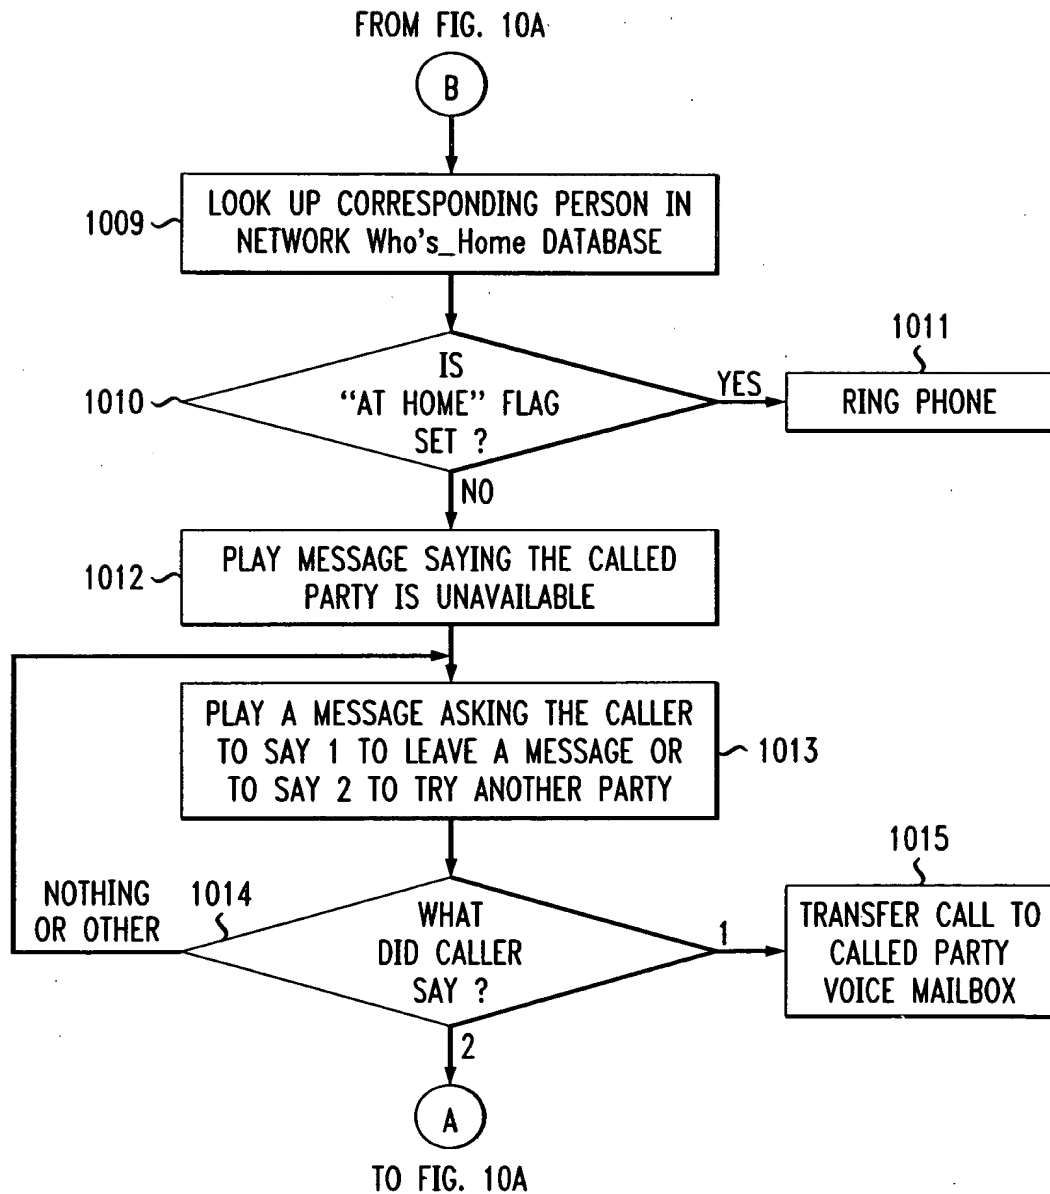 FROM FIG. 10A
B
1009
LOOK UP CORRESPONDING PERSON IN
NETWORK Who's_Home DATABASE
1010
IS
“AT HOME” FLAG
SET ?
YES
1011
RING PHONE
NO
1012
PLAY MESSAGE SAYING THE CALLED
PARTY IS UNAVAILABLE
PLAY A MESSAGE ASKING THE CALLER
TO SAY 1 TO LEAVE A MESSAGE OR
TO SAY 2 TO TRY ANOTHER PARTY
1013
NOTHING
OR OTHER
1014
WHAT
DID CALLER
SAY ?
1
1015
TRANSFER CALL TO
CALLED PARTY
VOICE MAILBOX
2
A
TO FIG. 10A